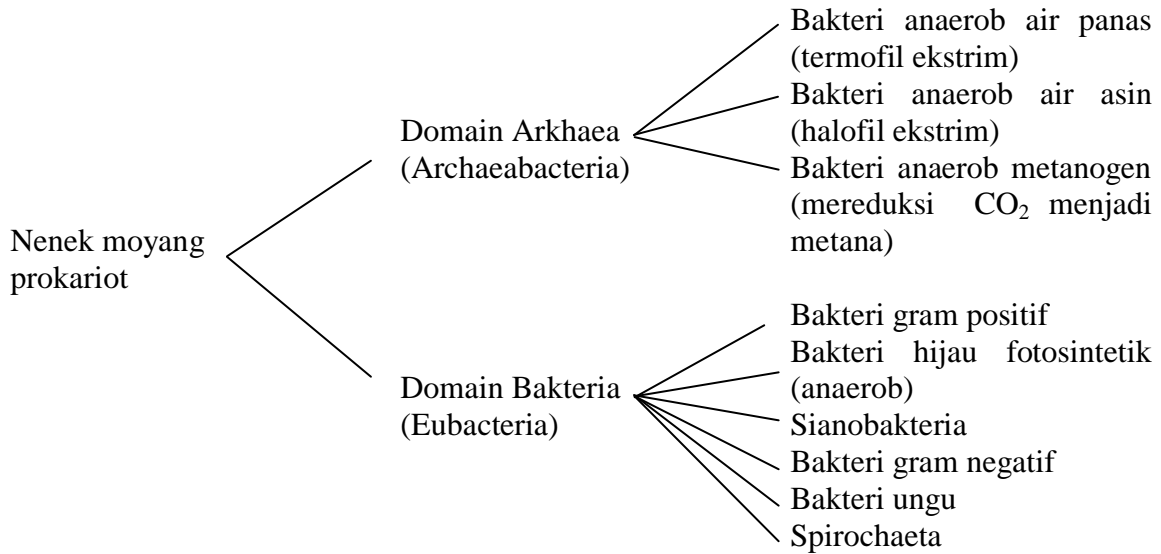 Bakteri anaerob air panas
(termofil ekstrim)
Bakteri anaerob air asin
(halofil ekstrim)
Bakteri anaerob metanogen
(mereduksi CO₂ menjadi
metana)
Domain Arkhaea
(Archaeabacteria)
Nenek moyang
prokariot
Bakteri gram positif
Bakteri hijau fotosintetik
(anaerob)
Sianobakteria
Bakteri gram negatif
Bakteri ungu
Spirochaeta
Domain Bakteria
(Eubacteria)